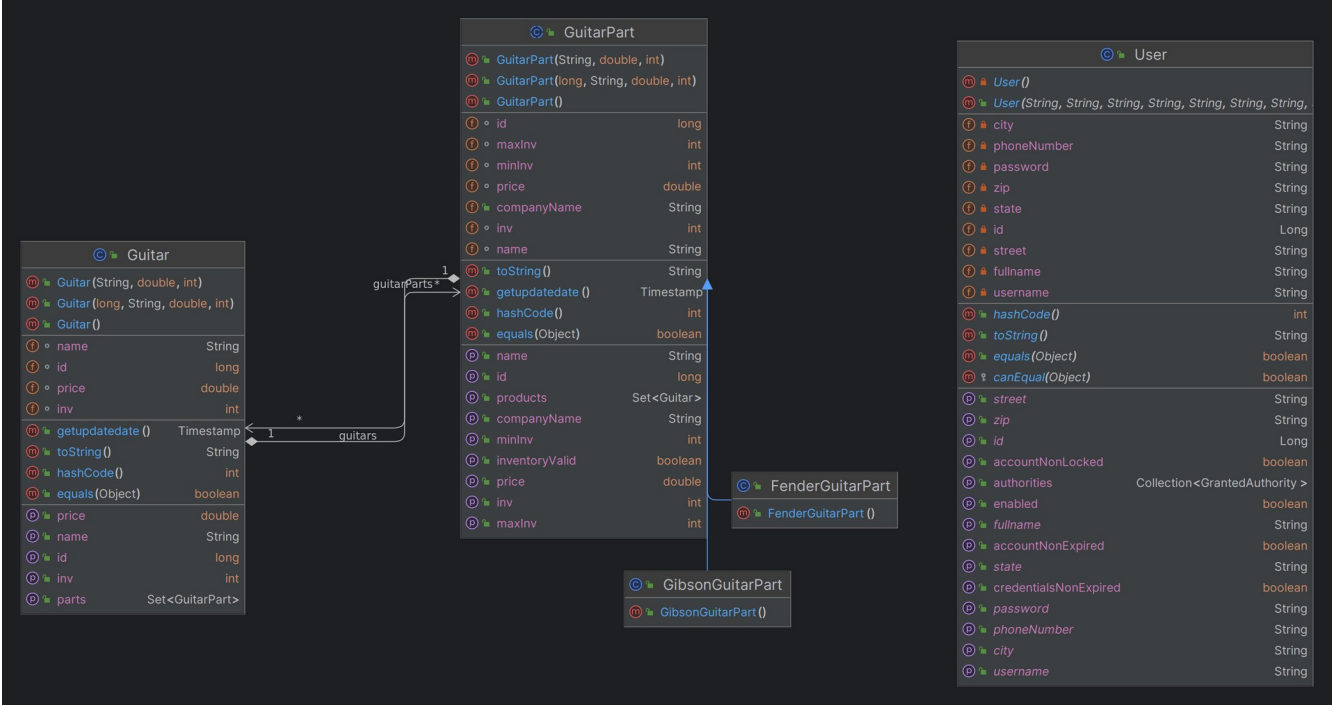 Guitar
Guitar(String, double, int)
Guitar(long, String, double, int)
Guitar()
name String
id long
price double
inv int
getupdatedate() Timestamp
toString() String
hashCode() int
equals(Object) boolean
price double
name String
id long
inv int
parts Set<GuitarPart>
1
guitarParts*
*
1
guitars
GuitarPart
GuitarPart(String, double, int)
GuitarPart(long, String, double, int)
GuitarPart()
id long
maxInv int
minInv int
price double
companyName String
inv int
name String
toString() String
getupdatedate() Timestamp
hashCode() int
equals(Object) boolean
name String
id long
products Set<Guitar>
companyName String
minInv int
inventoryValid boolean
price double
inv int
maxInv int
FenderGuitarPart
FenderGuitarPart()
GibsonGuitarPart
GibsonGuitarPart()
User
User()
User(String, String, String, String, String, String, String,
city String
phoneNumber String
password String
zip String
state String
id Long
street String
fullname String
username String
hashCode() int
toString() String
equals(Object) boolean
canEqual(Object) boolean
street String
zip String
id Long
accountNonLocked boolean
authorities Collection<GrantedAuthority >
enabled boolean
fullname String
accountNonExpired boolean
state String
credentialsNonExpired boolean
password String
phoneNumber String
city String
username String